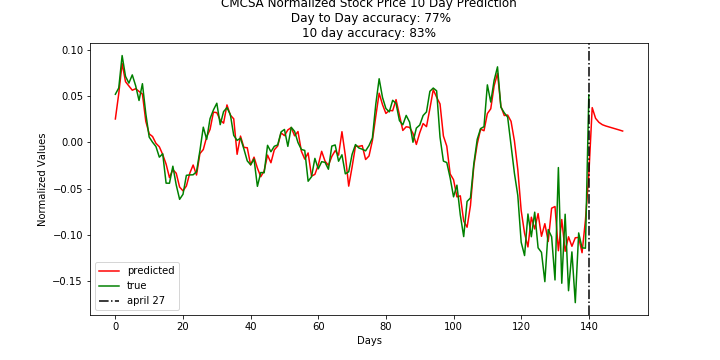 CMCSA Normalized Stock Price 10 Day Prediction
Day to Day accuracy: 77%
10 day accuracy: 83%
0.10
0.05
0.00
−0.05
−0.10
−0.15
Normalized Values
predicted
true
april 27
0 20 40 60 80 100 120 140
Days